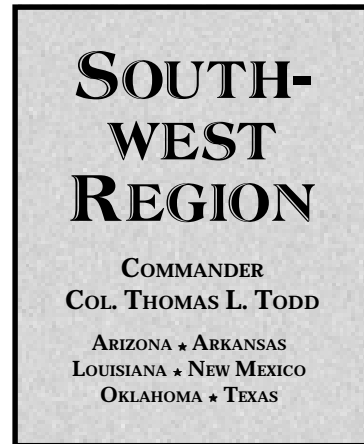 SOUTH-
WEST
REGION
COMMANDER
COL. THOMAS L. TODD
ARIZONA ★ ARKANSAS
LOUISIANA ★ NEW MEXICO
OKLAHOMA ★ TEXAS